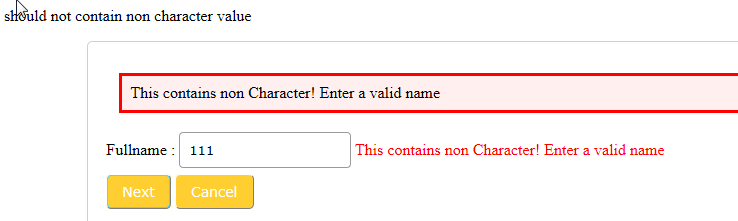 should not contain non character value
This contains non Character! Enter a valid name
Fullname : 111 This contains non Character! Enter a valid name
Next Cancel